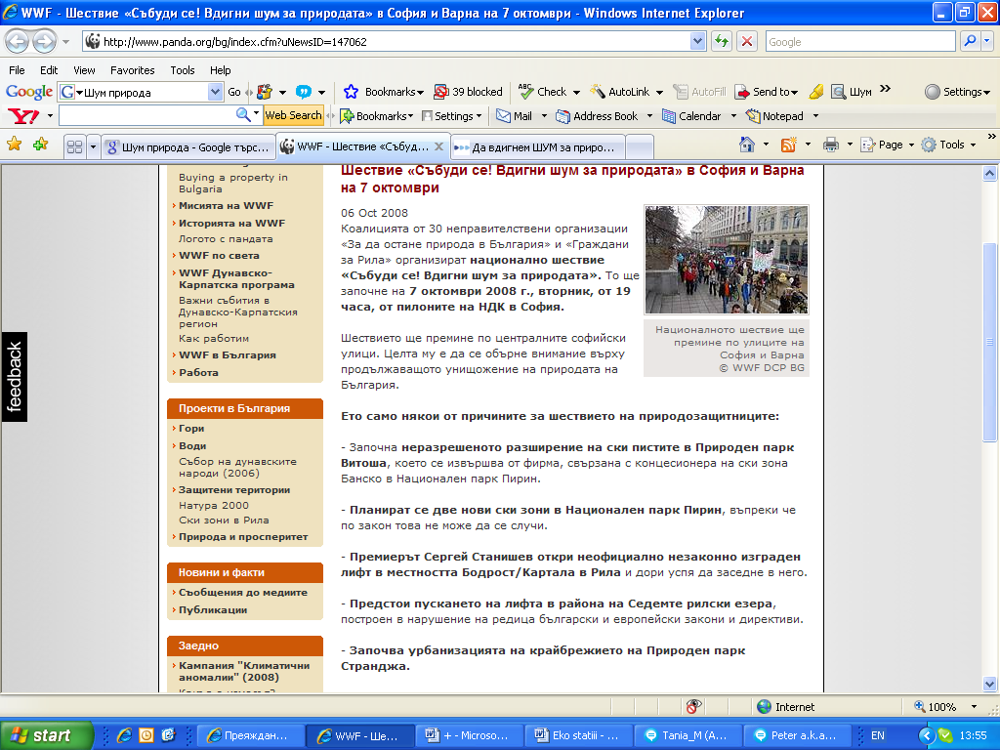 WWF - Шествие «Събуди се! Вдигни шум за природата» в София и Варна на 7 октомври - Windows Internet Explorer
http://www.panda.org/bg/index.cfm?uNewsID=147062
Google
File Edit View Favorites Tools Help
Google Шум природа Go Bookmarks 39 blocked Check AutoLink AutoFill Send to Шум Settings
Y! Web Search Bookmarks Settings Mail Address Book Calendar Notepad
Шум природа - Google търс... WWF - Шествие «Събуд... Да вдигнем ШУМ за приро... Page Tools
Buying a property in
Bulgaria
Мисията на WWF
Историята на WWF
Логото с пандата
WWF по света
WWF Дунавско-
Карпатска програма
Важни събития в
Дунавско-Карпатския
регион
Как работим
WWF в България
Работа
Проекти в България
Гори
Води
Събор на дунавските
народи (2006)
Защитени територии
Натура 2000
Ски зони в Рила
Природа и просперитет
Новини и факти
Съобщения до медиите
Публикации
Заедно
Кампания "Климатични
аномалии" (2008)
feedback
Шествие «Събуди се! Вдигни шум за природата» в София и Варна
на 7 октомври
06 Oct 2008
Коалицията от 30 неправителствени организации
«За да остане природа в България» и «Граждани
за Рила» организират национално шествие
«Събуди се! Вдигни шум за природата». То ще
започне на 7 октомври 2008 г., вторник, от 19
часа, от пилоните на НДК в София.
Националното шествие ще
премине по улиците на
София и Варна
© WWF DCP BG
Шествието ще премине по централните софийски
улици. Целта му е да се обърне внимание върху
продължаващото унищожение на природата на
България.
Ето само някои от причините за шествието на природозащитниците:
- Започна неразрешеното разширение на ски пистите в Природен парк
Витоша, което се извършва от фирма, свързана с концесионера на ски зона
Банско в Национален парк Пирин.
- Планират се две нови ски зони в Национален парк Пирин, въпреки че
по закон това не може да се случи.
- Премиерът Сергей Станишев откри неофициално незаконно изграден
лифт в местността Бодрост/Картала в Рила и дори успя да заседне в него.
- Предстои пускането на лифта в района на Седемте рилски езера,
построен в нарушение на редица български и европейски закони и директиви.
- Започва урбанизацията на крайбрежието на Природен парк
Странджа.
Internet 100%
start Преяждан... WWF - Ше... + - Microso... Eko statiii - ... Tania_M (A... Peter a.k.a... EN 13:55